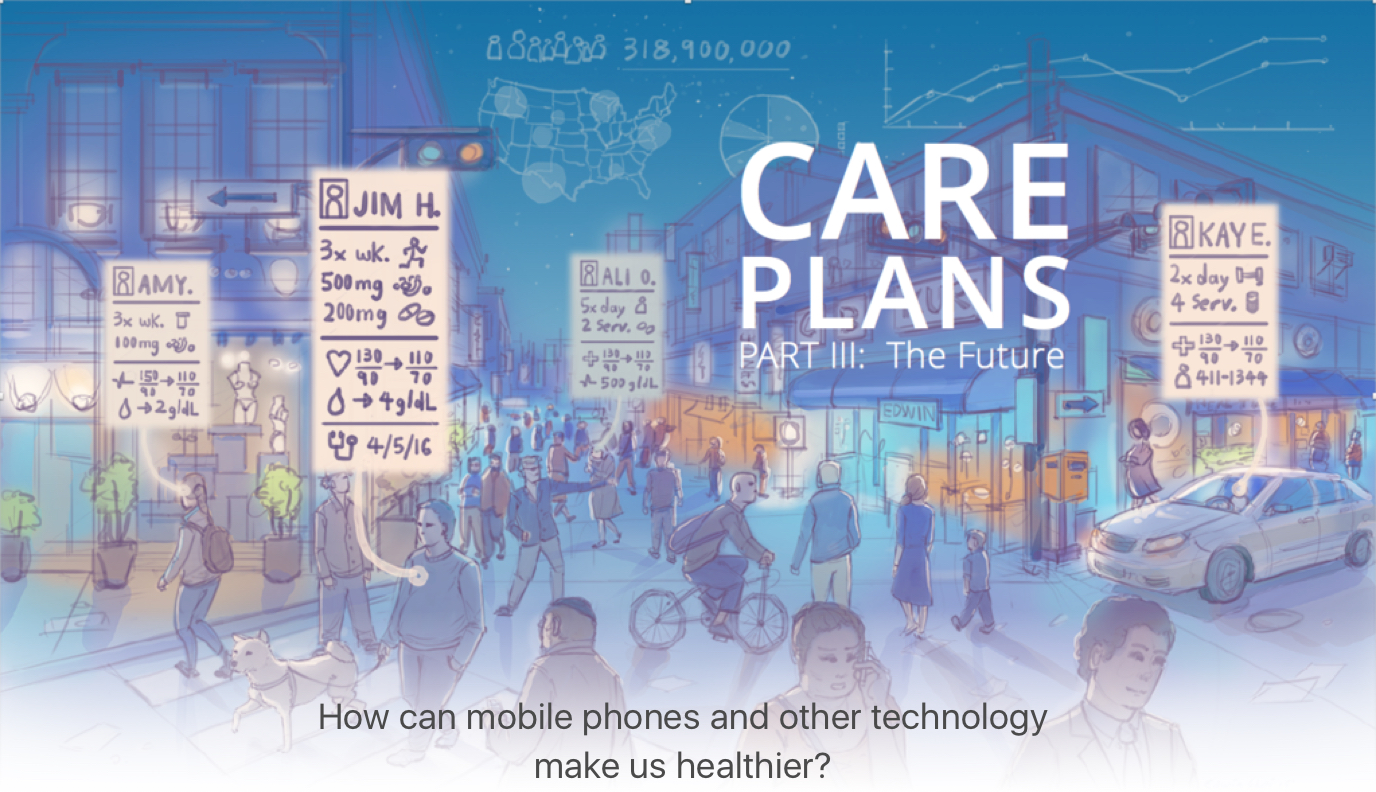 318,900,000
CARE
PLANS
PART III: The Future
JIM H.
3x wk.
500mg
200mg
130/90 → 110/70
→ 4g/dL
4/5/16
AMY.
3x wk.
100mg
150/90 → 110/70
→ 2g/dL
ALI O.
5x day
2 Serv.
130/90 → 110/70
500g/dL
KAY E.
2x day
4 Serv.
130/90 → 110/70
411-1344
EDWIN
How can mobile phones and other technology
make us healthier?